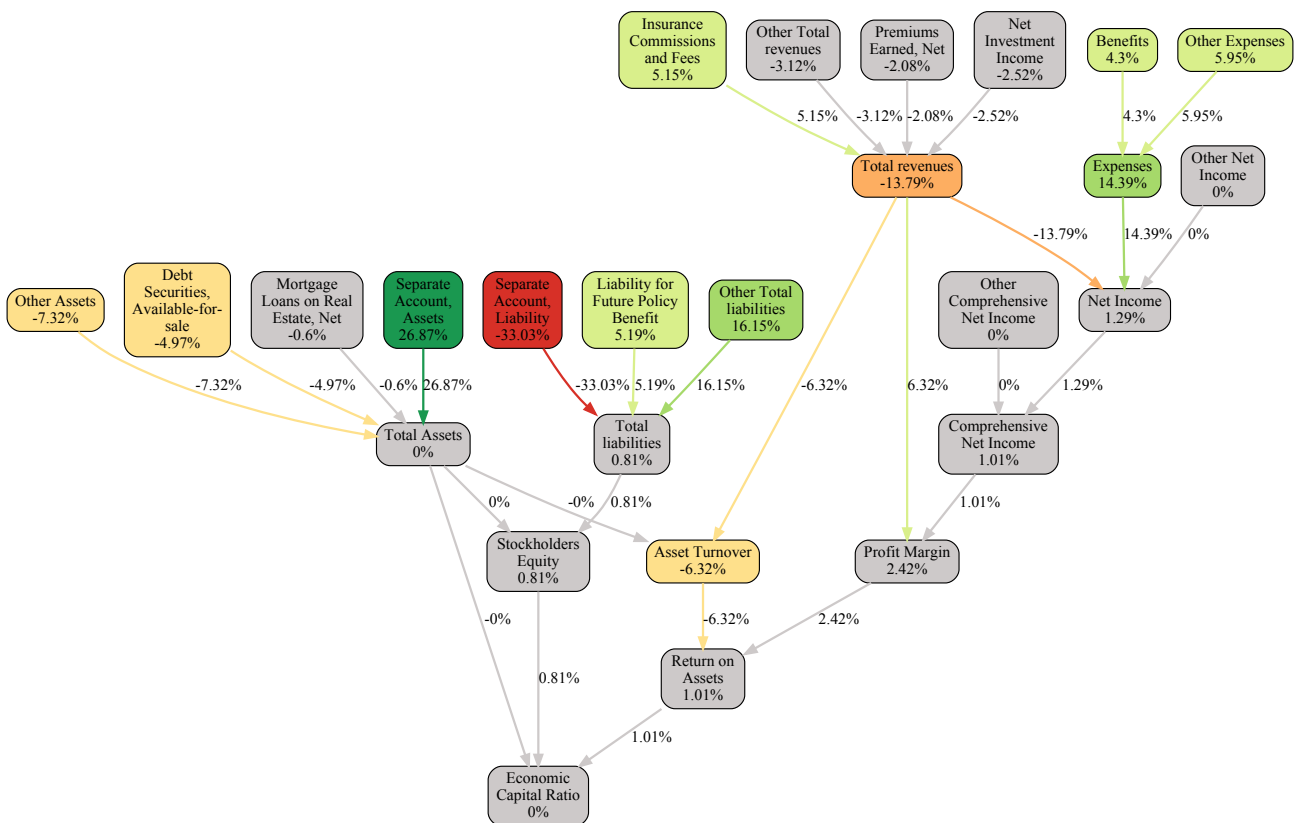 Insurance
Commissions
and Fees
5.15%
Other Total
revenues
-3.12%
Premiums
Earned, Net
-2.08%
Net
Investment
Income
-2.52%
Benefits
4.3%
Other Expenses
5.95%
5.15%
-3.12%
-2.08%
-2.52%
4.3%
5.95%
Total revenues
-13.79%
Expenses
14.39%
Other Net
Income
0%
-13.79%
14.39%
0%
Other Assets
-7.32%
Debt
Securities,
Available-for-
sale
-4.97%
Mortgage
Loans on Real
Estate, Net
-0.6%
Separate
Account,
Assets
26.87%
Separate
Account,
Liability
-33.03%
Liability for
Future Policy
Benefit
5.19%
Other Total
liabilities
16.15%
Other
Comprehensive
Net Income
0%
Net Income
1.29%
-7.32%
-4.97%
-0.6%
26.87%
-33.03%
5.19%
16.15%
-6.32%
6.32%
0%
1.29%
Total Assets
0%
Total
liabilities
0.81%
Comprehensive
Net Income
1.01%
0%
-0%
0.81%
1.01%
Stockholders
Equity
0.81%
Asset Turnover
-6.32%
Profit Margin
2.42%
-0%
-6.32%
2.42%
Return on
Assets
1.01%
0.81%
1.01%
Economic
Capital Ratio
0%